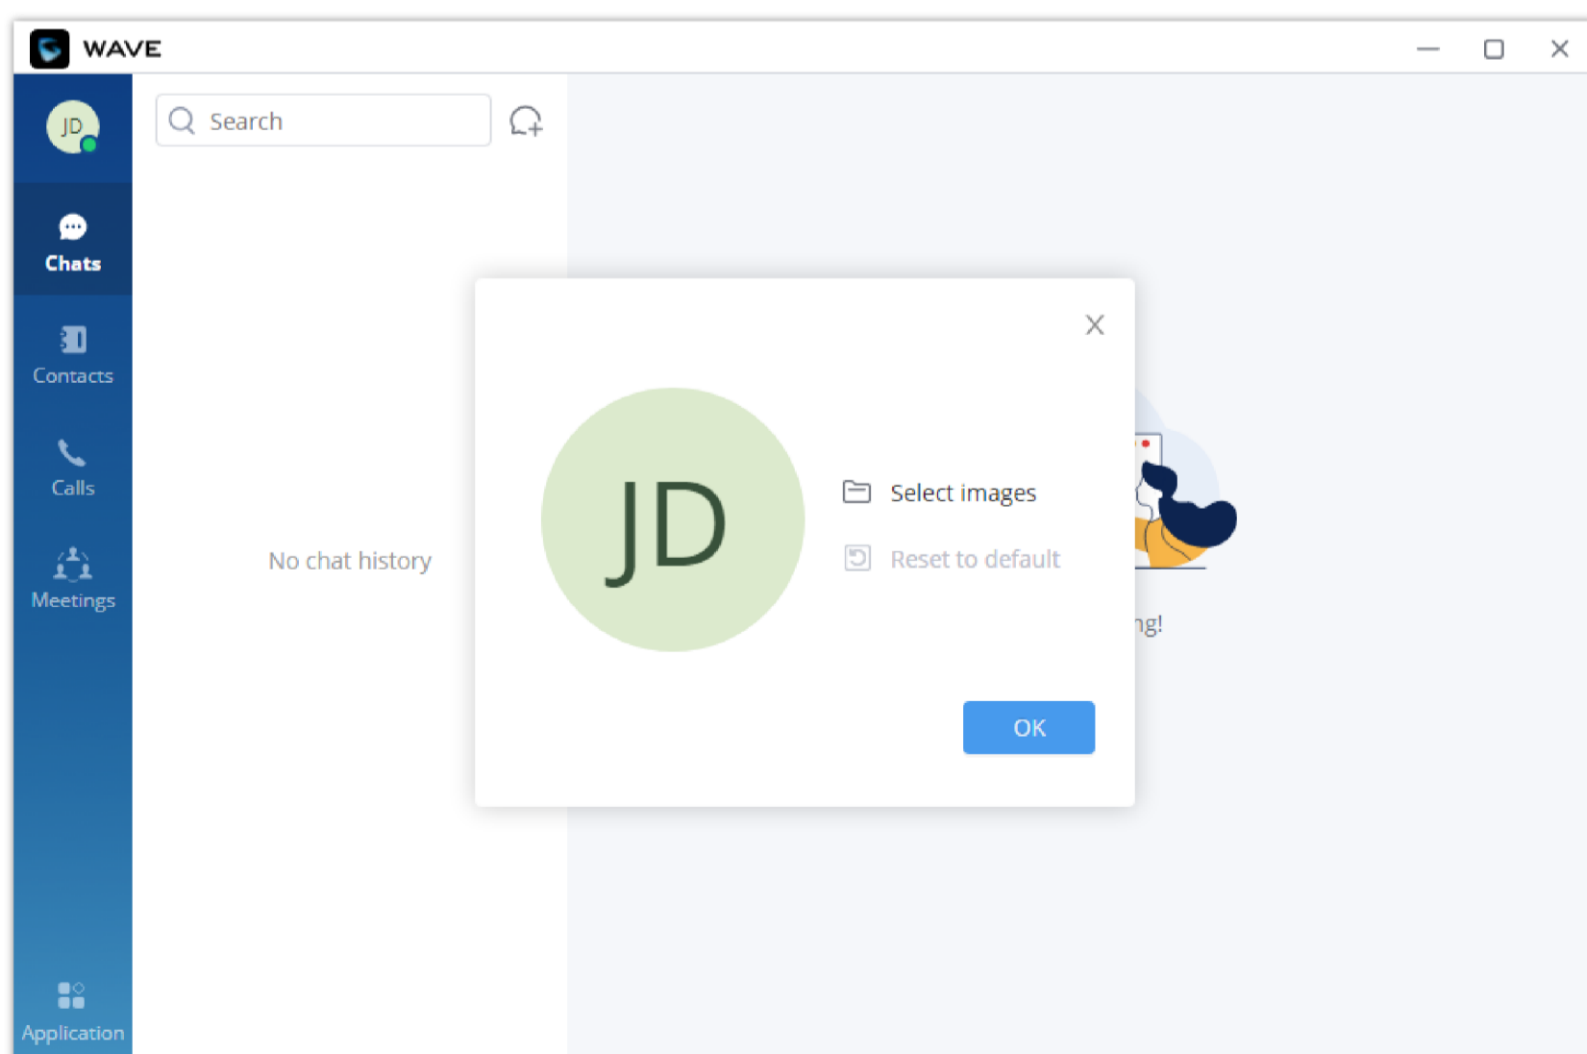 WAVE
JD
Search
Chats
Contacts
Calls
Meetings
Application
No chat history
JD
Select images
Reset to default
OK
ng!